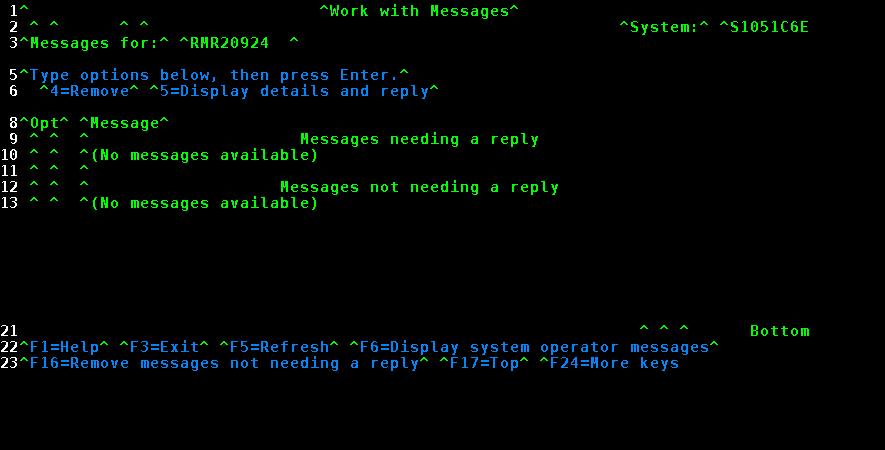 1^ ^Work with Messages^
2 ^ ^ ^ ^ ^System:^ ^S1051C6E
3^Messages for:^ ^RMR20924 ^
5^Type options below, then press Enter.^
6 ^4=Remove^ ^5=Display details and reply^
8^Opt^ ^Message^
9 ^ ^ ^ Messages needing a reply
10 ^ ^ ^(No messages available)
11 ^ ^ ^
12 ^ ^ ^ Messages not needing a reply
13 ^ ^ ^(No messages available)
21 ^ ^ ^ Bottom
22^F1=Help^ ^F3=Exit^ ^F5=Refresh^ ^F6=Display system operator messages^
23^F16=Remove messages not needing a reply^ ^F17=Top^ ^F24=More keys